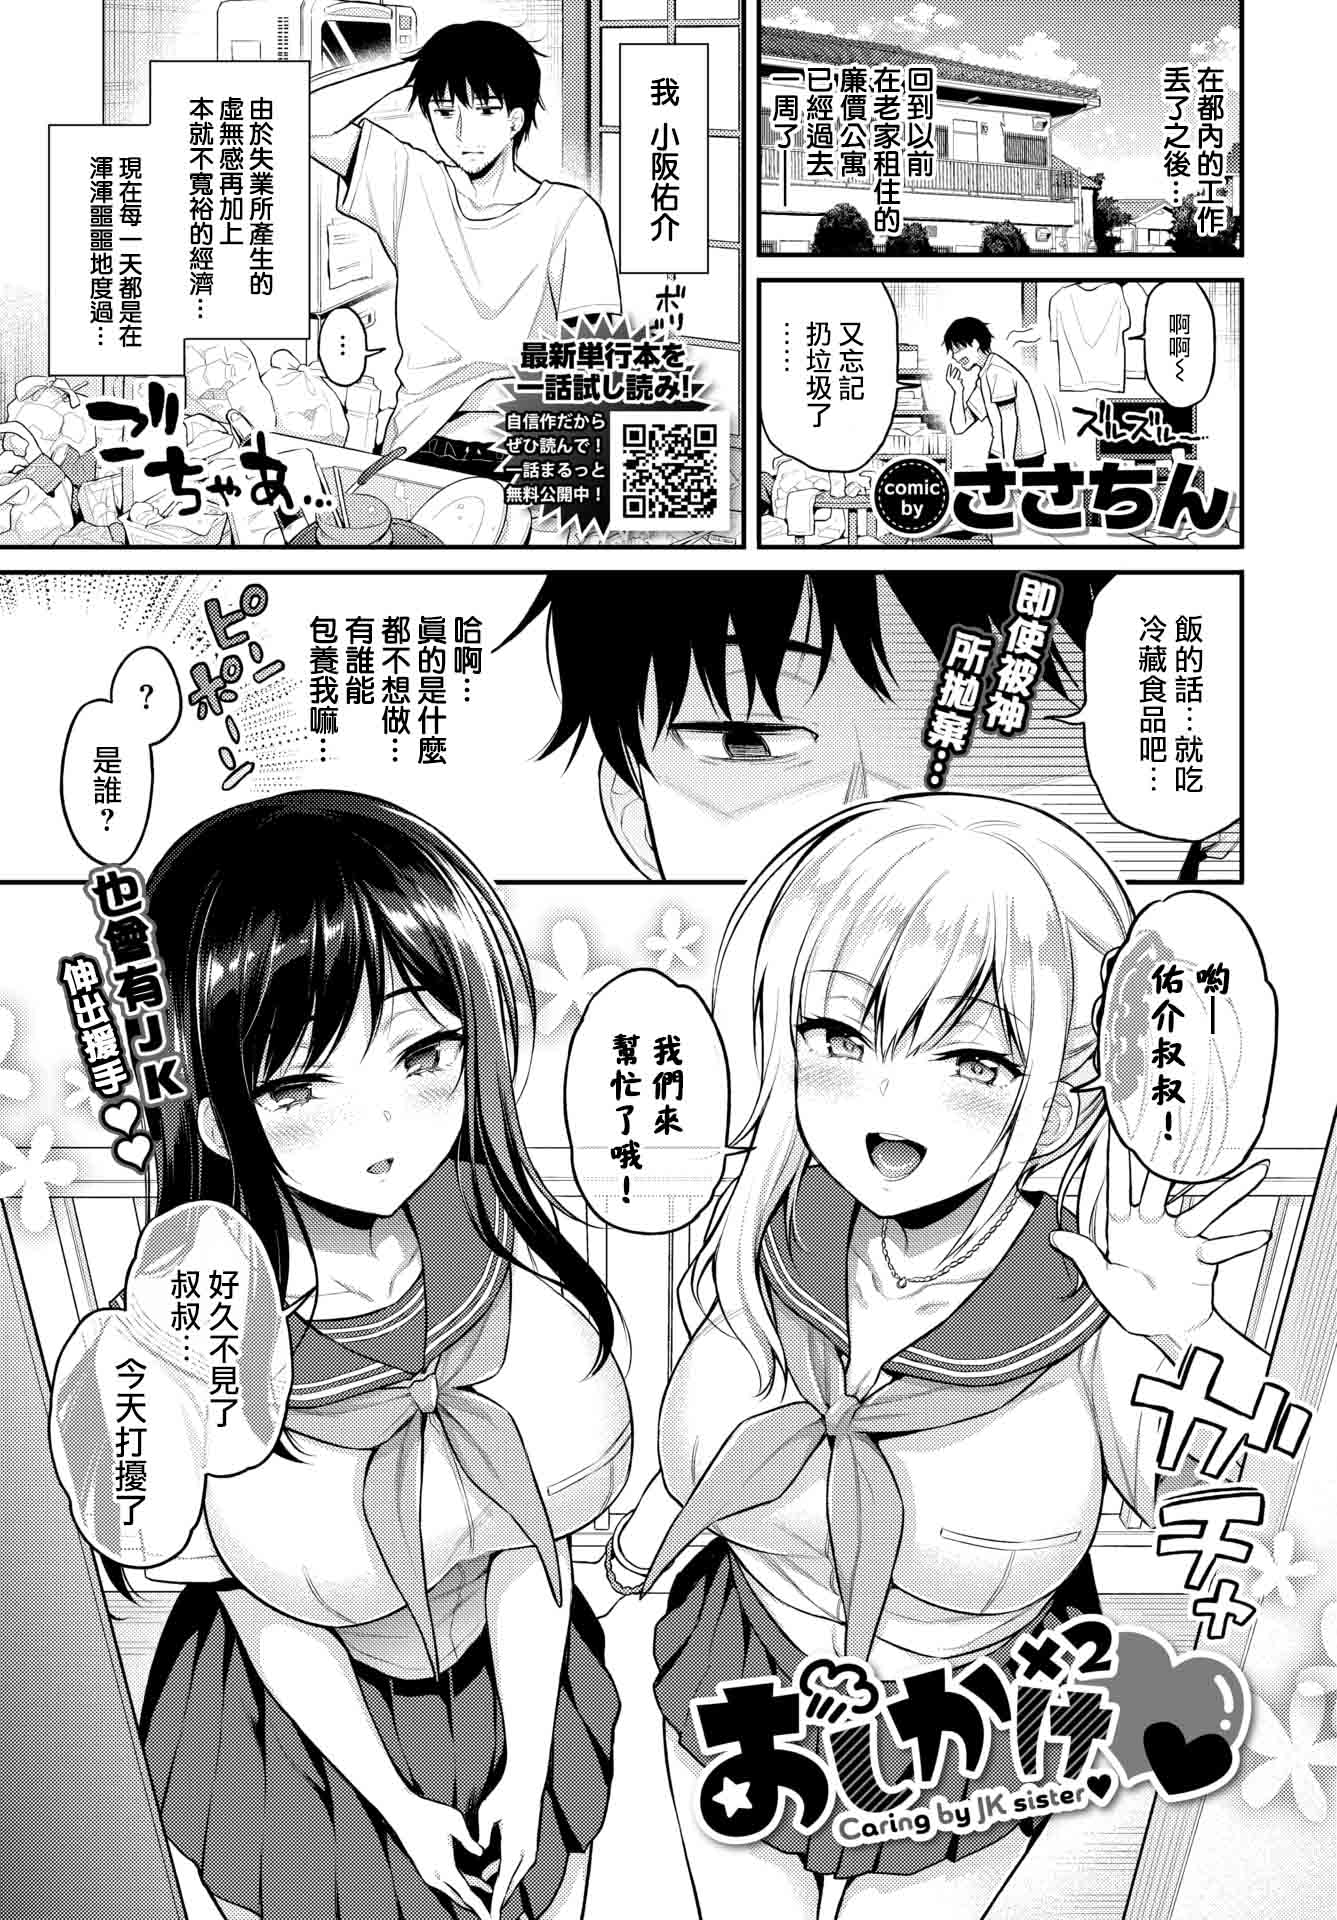 在都內的工作
丟了之後…
回到以前
在老家租住的
廉價公寓
已經過去
一周了—
啊啊~
ズルズルー
又忘記
扔垃圾了
……
comic
by
ささちん
我 小阪佑介
ボリ
…
由於失業所產生的
虛無感再加上
本就不寬裕的經濟…
現在每一天都是在
渾渾噩噩地度過…
ごちゃあ…
最新単行本を
一話試し読み!
自信作だから
ぜひ読んで!
一話まるっと
無料公開中!
飯的話…就吃
冷藏食品吧…
即使被神
所拋棄…
哈啊…
真的是什麼
都不想做…
有誰能
包養我嘛…
ピンポーン
?
是誰?
喲—
佑介叔叔!
我們來
幫忙了哦!
也會有JK
伸出援手♥♥
好久不見了
叔叔…
今天打擾了
ガチャ
おしかけ×2
Caring by JK sister♥